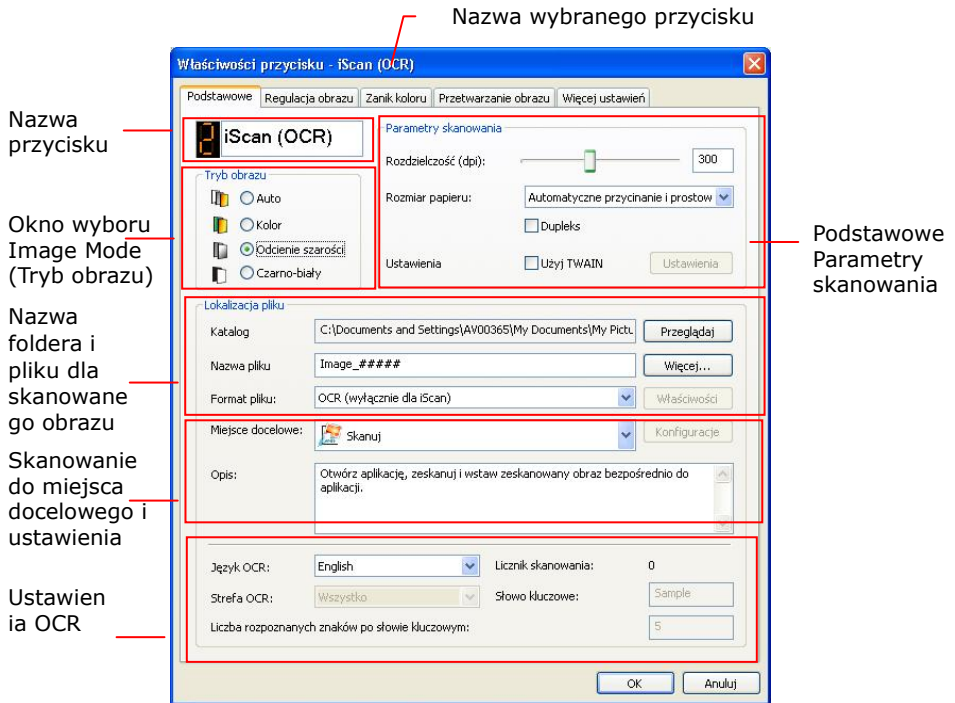 Nazwa wybranego przycisku
Właściwości przycisku - iScan (OCR)
Podstawowe Regulacja obrazu Zanik koloru Przetwarzanie obrazu Więcej ustawień
Nazwa
przycisku
2 iScan (OCR)
Tryb obrazu
Auto
Kolor
Odcienie szarości
Czarno-biały
Okno wyboru
Image Mode
(Tryb obrazu)
Parametry skanowania
Rozdzielczość (dpi): 300
Rozmiar papieru: Automatyczne przycinanie i prostow
Dupleks
Ustawienia Użyj TWAIN Ustawienia
Podstawowe
Parametry
skanowania
Nazwa
foldera i
pliku dla
skanowane
go obrazu
Lokalizacja pliku
Katalog C:\Documents and Settings\AV00365\My Documents\My Pictu Przeglądaj
Nazwa pliku Image_##### Więcej...
Format pliku: OCR (wyłącznie dla iScan) Właściwości
Skanowanie
do miejsca
docelowego i
ustawienia
Miejsce docelowe: Skanuj Konfiguracje
Opis: Otwórz aplikację, zeskanuj i wstaw zeskanowany obraz bezpośrednio do
aplikacji.
Ustawien
ia OCR
Język OCR: English Licznik skanowania: 0
Strefa OCR: Wszystko Słowo kluczowe: Sample
Liczba rozpoznanych znaków po słowie kluczowym: 5
OK Anuluj